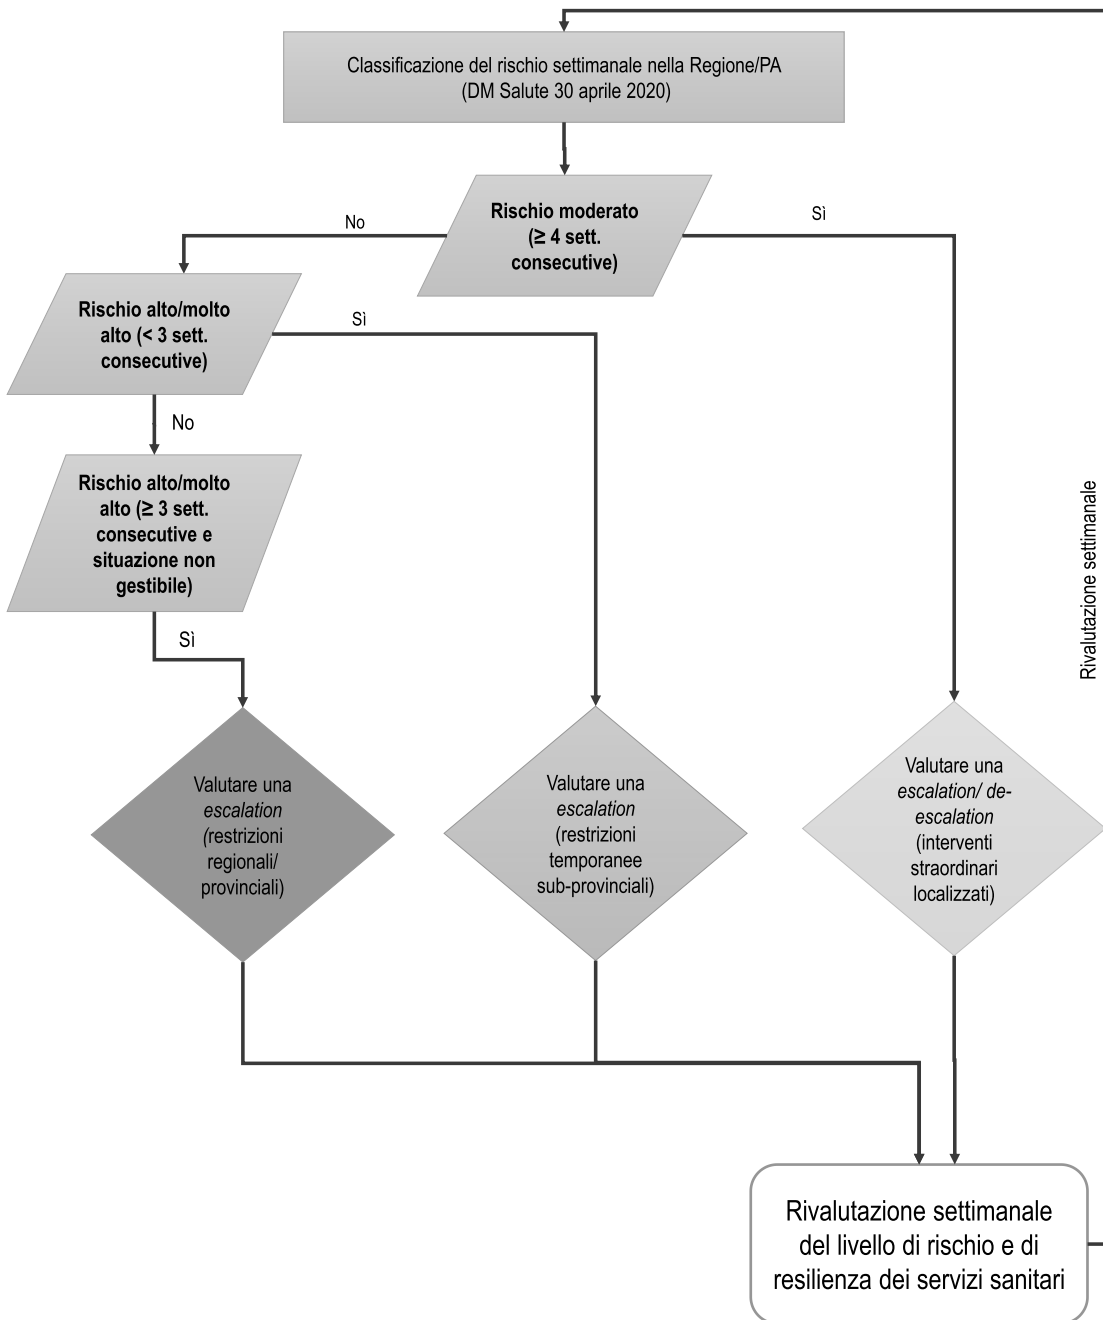 Classificazione del rischio settimanale nella Regione/PA
(DM Salute 30 aprile 2020)
Rischio moderato
(≥ 4 sett.
consecutive)
No
Sì
Rischio alto/molto
alto (< 3 sett.
consecutive)
Sì
No
Rischio alto/molto
alto (≥ 3 sett.
consecutive e
situazione non
gestibile)
Sì
Rivalutazione settimanale
Valutare una
escalation
(restrizioni
regionali/
provinciali)
Valutare una
escalation
(restrizioni
temporanee
sub-provinciali)
Valutare una
escalation/ de-
escalation
(interventi
straordinari
localizzati)
Rivalutazione settimanale
del livello di rischio e di
resilienza dei servizi sanitari